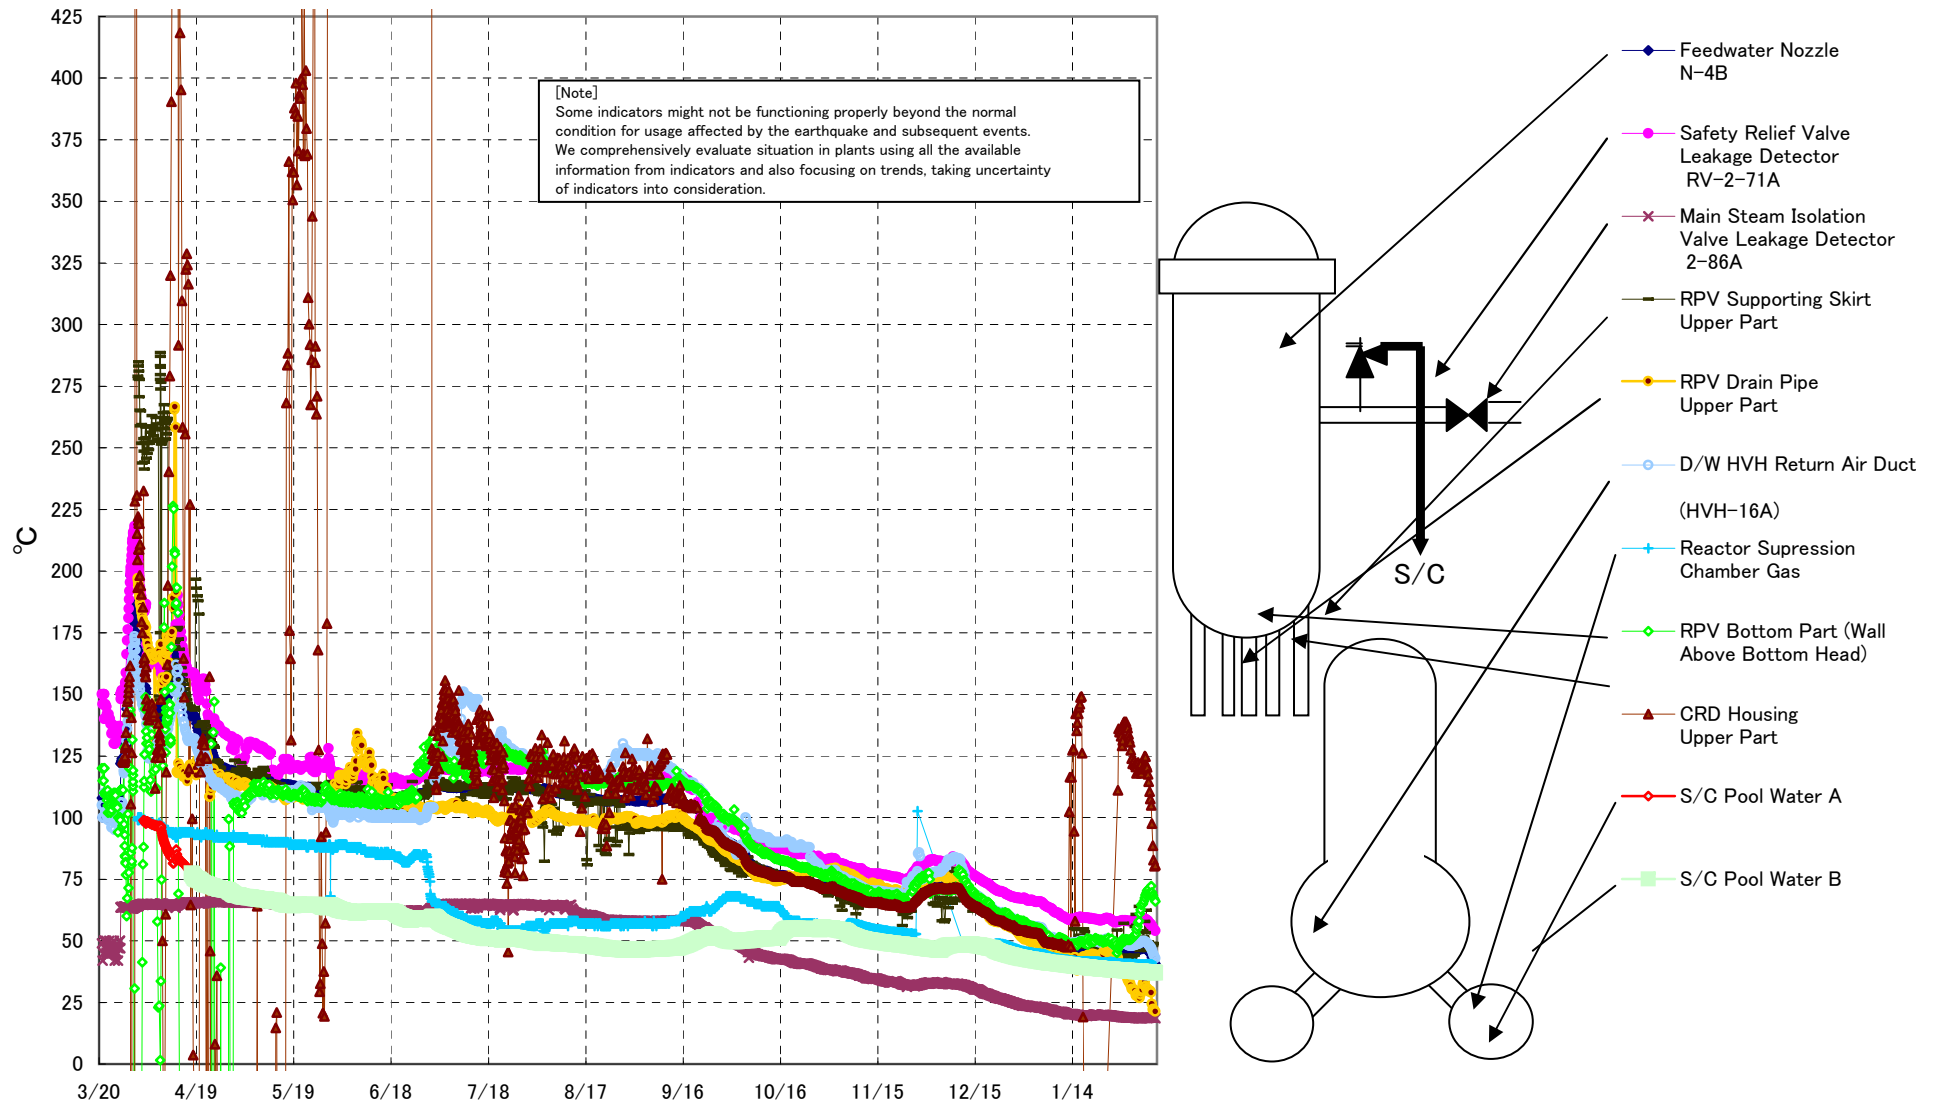 425
400
375
350
325
300
275
250
225
200
175
150
125
100
75
50
25
0
℃
3/20
4/19
5/19
6/18
7/18
8/17
9/16
10/16
11/15
12/15
1/14
[Note]
Some indicators might not be functioning properly beyond the normal
condition for usage affected by the earthquake and subsequent events.
We comprehensively evaluate situation in plants using all the available
information from indicators and also focusing on trends, taking uncertainty
of indicators into consideration.
S/C
Feedwater Nozzle
N-4B
Safety Relief Valve
Leakage Detector
RV-2-71A
Main Steam Isolation
Valve Leakage Detector
2-86A
RPV Supporting Skirt
Upper Part
RPV Drain Pipe
Upper Part
D/W HVH Return Air Duct
(HVH-16A)
Reactor Supression
Chamber Gas
RPV Bottom Part (Wall
Above Bottom Head)
CRD Housing
Upper Part
S/C Pool Water A
S/C Pool Water B